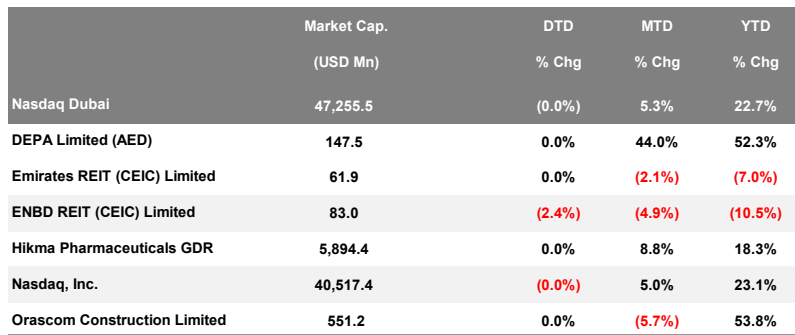 Market Cap. DTD MTD YTD
(USD Mn) % Chg % Chg % Chg
Nasdaq Dubai 47,255.5 (0.0%) 5.3% 22.7%
DEPA Limited (AED) 147.5 0.0% 44.0% 52.3%
Emirates REIT (CEIC) Limited 61.9 0.0% (2.1%) (7.0%)
ENBD REIT (CEIC) Limited 83.0 (2.4%) (4.9%) (10.5%)
Hikma Pharmaceuticals GDR 5,894.4 0.0% 8.8% 18.3%
Nasdaq, Inc. 40,517.4 (0.0%) 5.0% 23.1%
Orascom Construction Limited 551.2 0.0% (5.7%) 53.8%